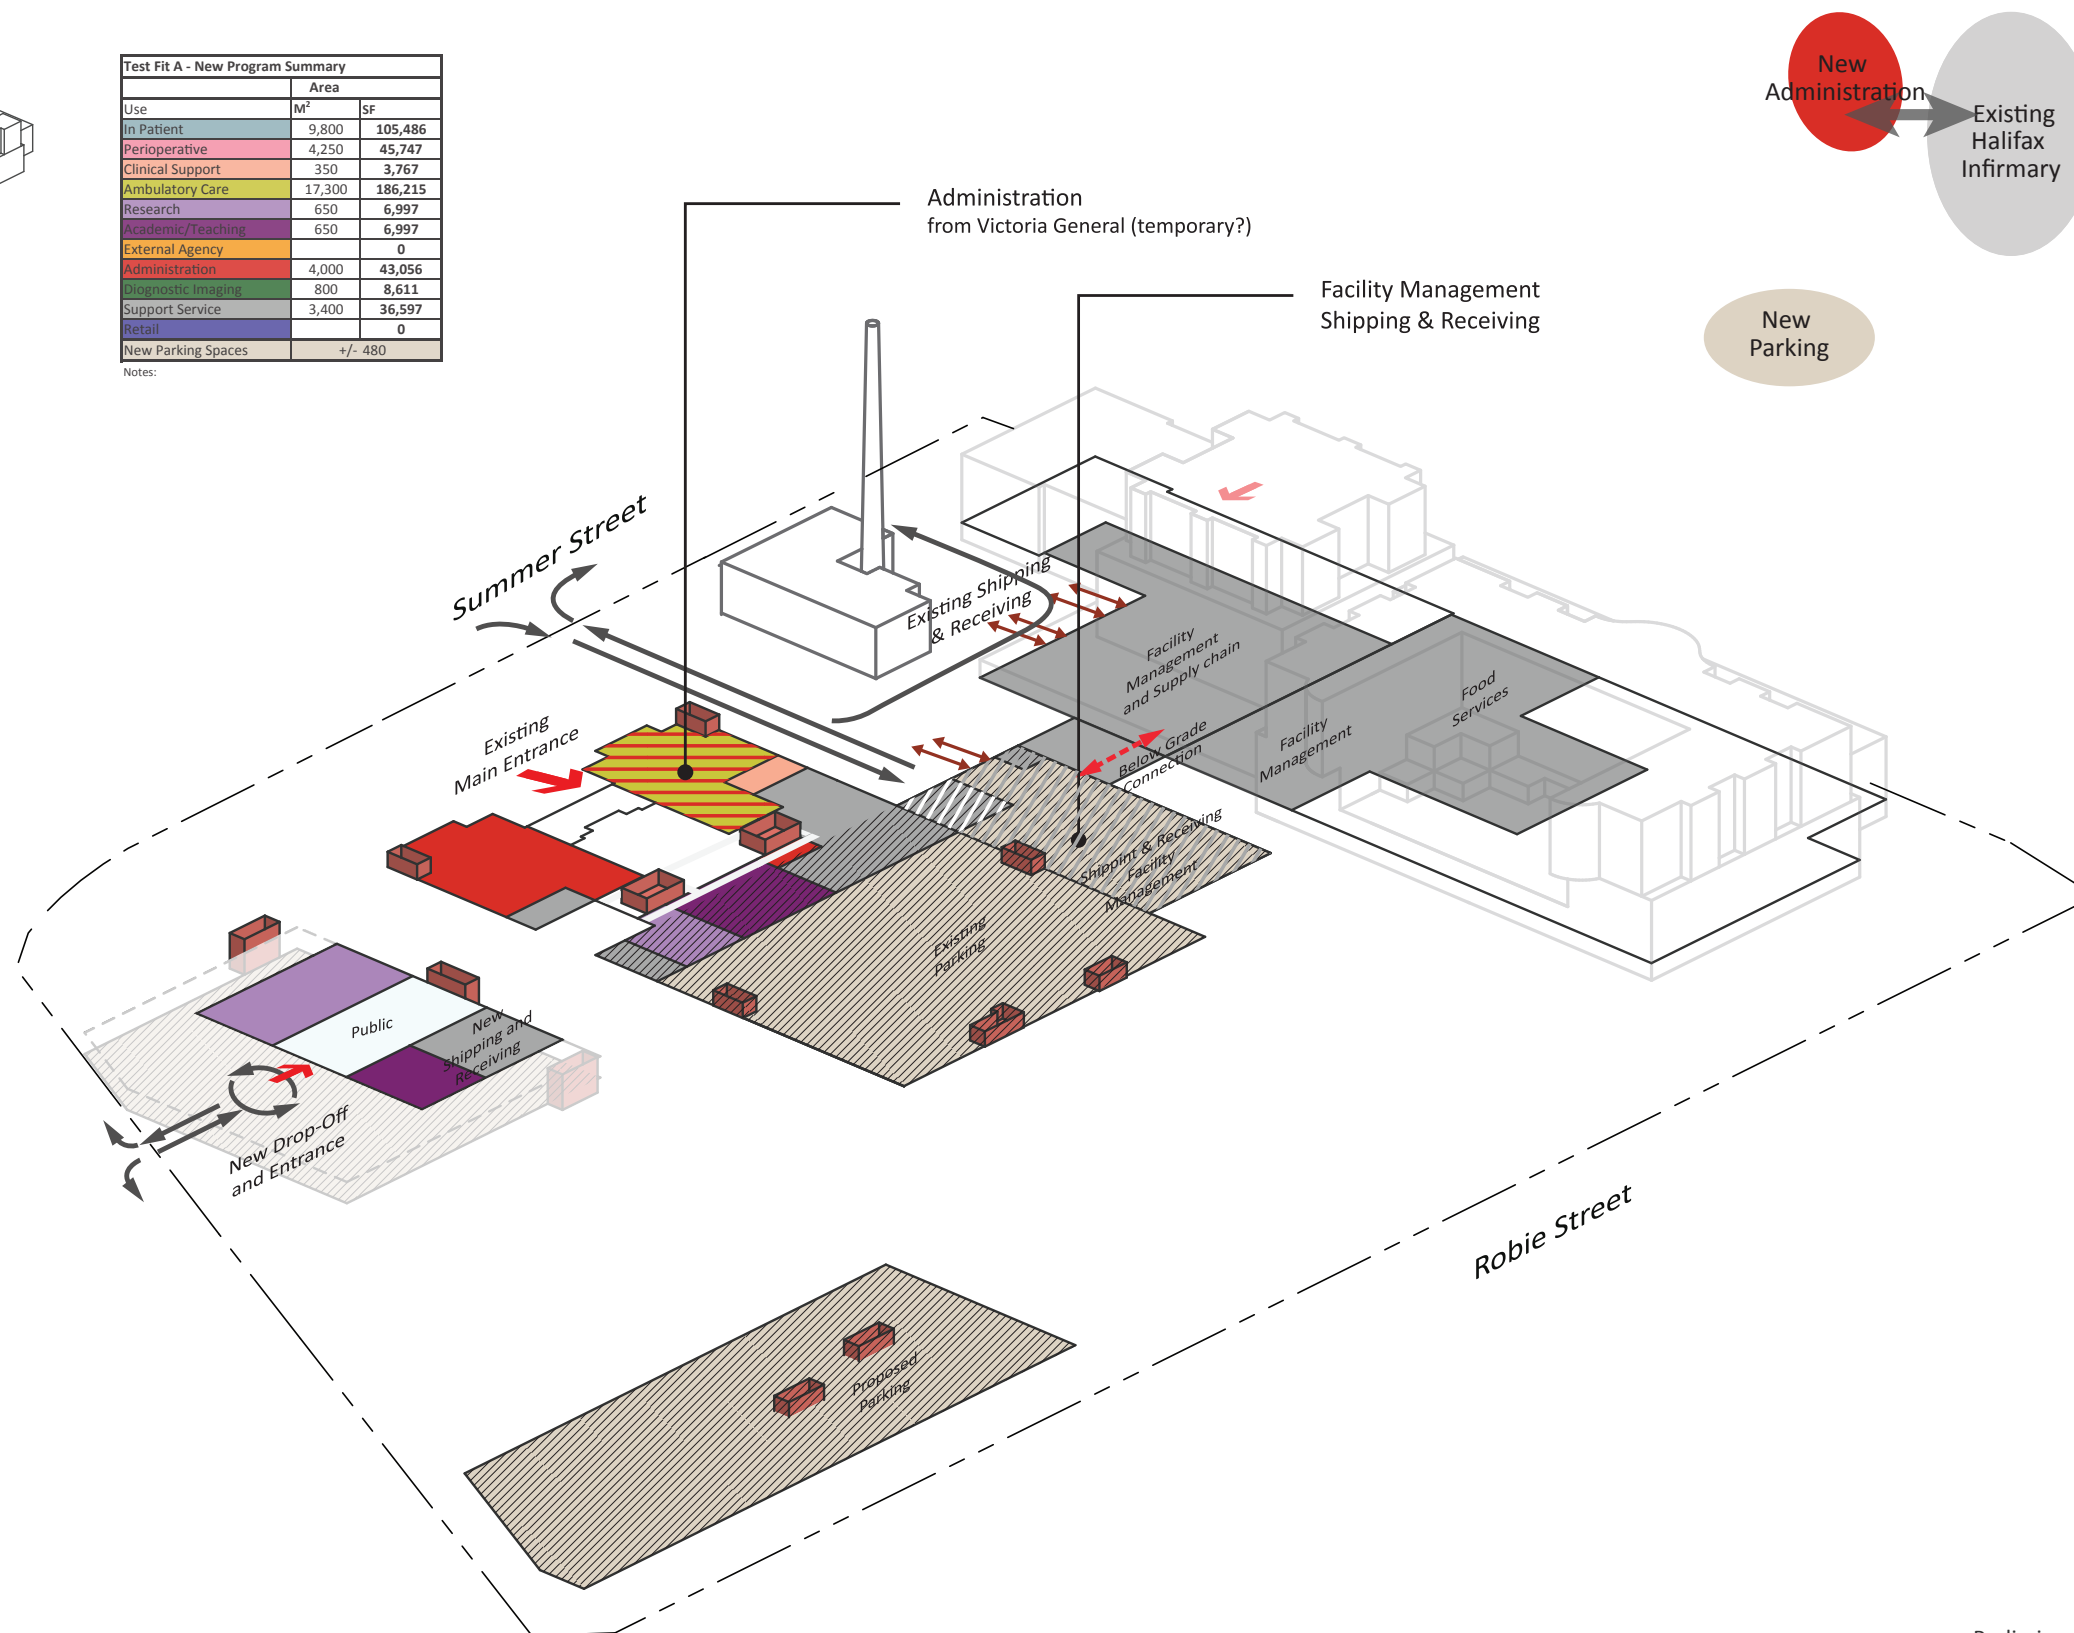 Test Fit A - New Program Summary
Area
Use M² SF
In Patient 9,800 105,486
Perioperative 4,250 45,747
Clinical Support 350 3,767
Ambulatory Care 17,300 186,215
Research 650 6,997
Academic/Teaching 650 6,997
External Agency 0
Administration 4,000 43,056
Diognostic Imaging 800 8,611
Support Service 3,400 36,597
Retail 0
New Parking Spaces +/- 480
Notes:
New
Administration
Existing
Halifax
Infirmary
New
Parking
Administration
from Victoria General (temporary?)
Facility Management
Shipping & Receiving
Summer Street
Existing Shipping
& Receiving
Facility
Management
and Supply chain
Food
Services
Facility
Management
Below Grade
Connection
Existing
Main Entrance
Shippint & Receiving
Facility
Management
Existing
Parking
Public
New
Shipping and
Receiving
New Drop-Off
and Entrance
Robie Street
Proposed
Parking